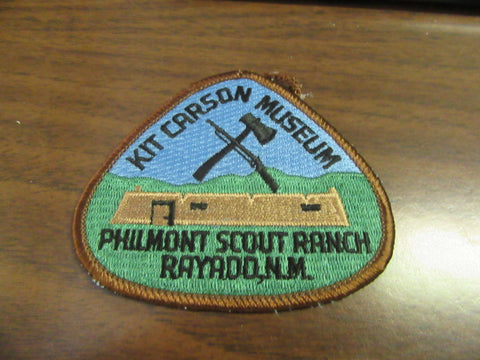 KIT CARSON MUSEUM
PHILMONT SCOUT RANCH
RAYADO, N.M.